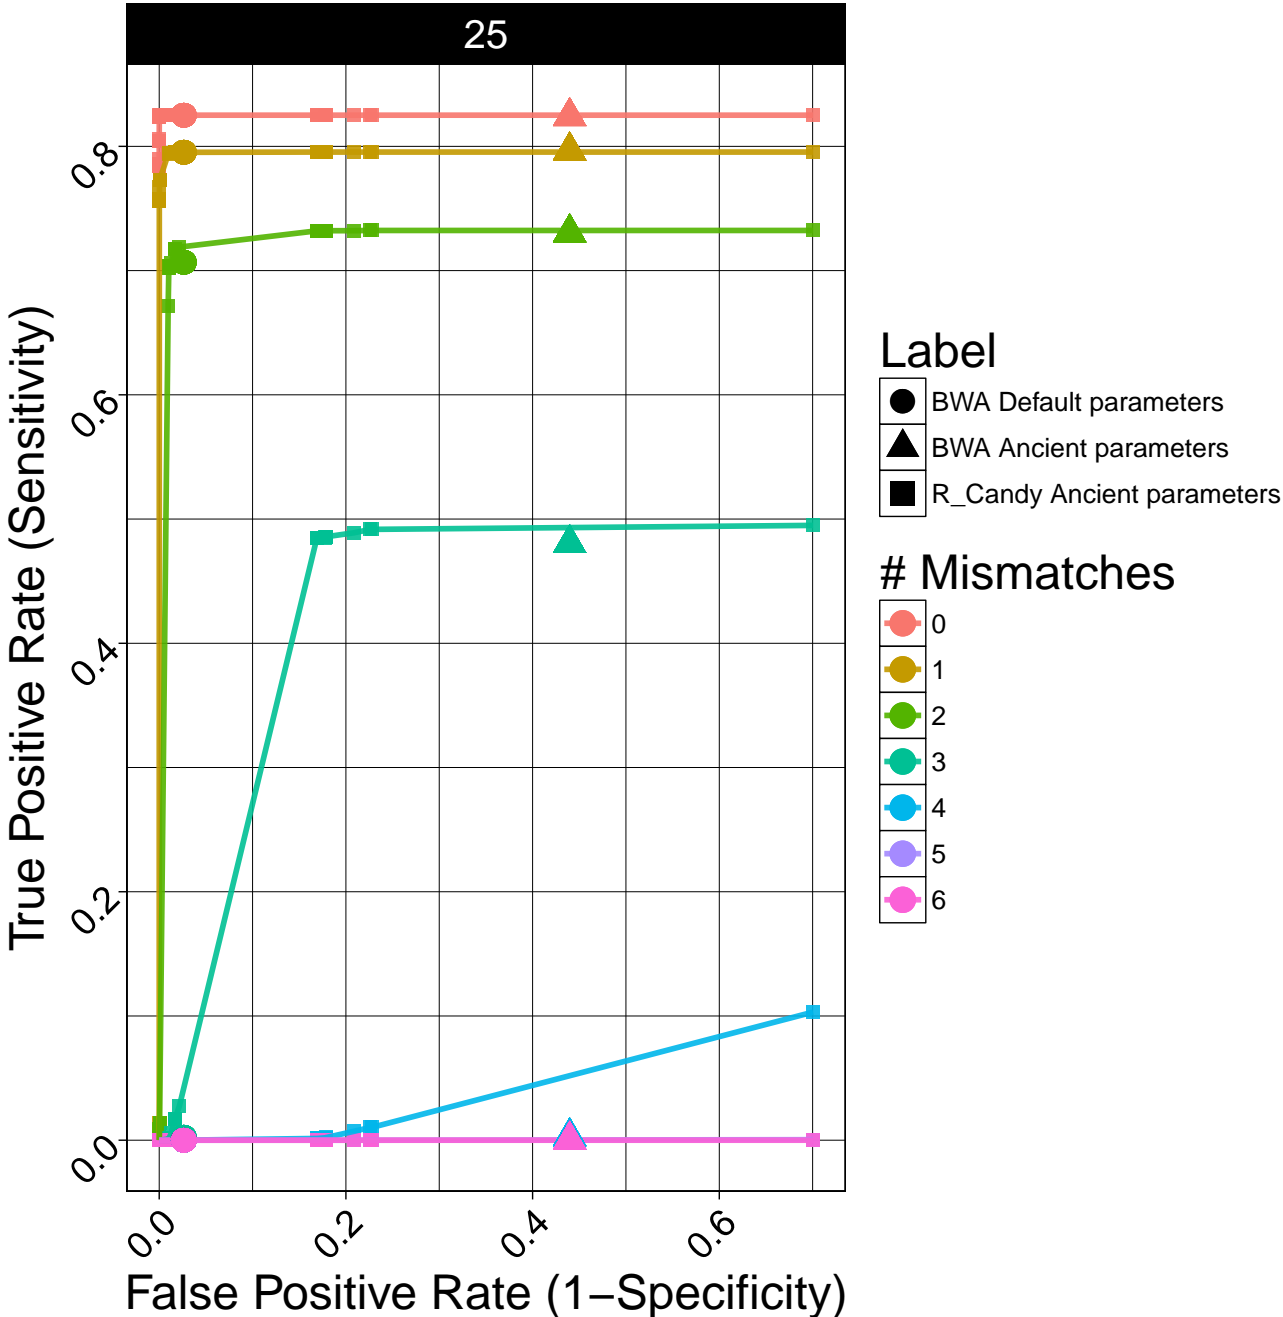 25
True Positive Rate (Sensitivity)
0.8
0.6
0.4
0.2
0.0
0.0
0.2
0.4
0.6
False Positive Rate (1−Specificity)
Label
BWA Default parameters
BWA Ancient parameters
R_Candy Ancient parameters
# Mismatches
0
1
2
3
4
5
6